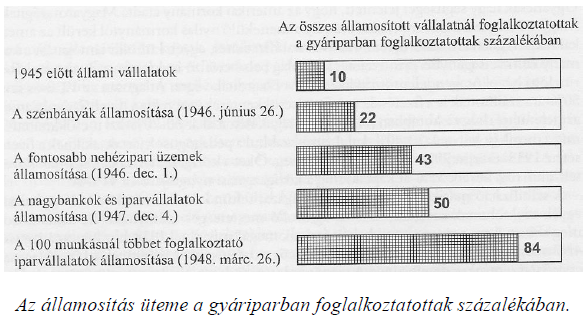 Az összes államosított vállalatnál foglalkoztatottak
a gyáriparban foglalkoztatottak százalékában
1945 előtt állami vállalatok
10
A szénbányák államosítása (1946. június 26.)
22
A fontosabb nehézipari üzemek
államosítása (1946. dec. 1.)
43
A nagybankok és iparvállalatok
államosítása (1947. dec. 4.)
50
A 100 munkásnál többet foglalkoztató
iparvállalatok államosítása (1948. márc. 26.)
84
Az államosítás üteme a gyáriparban foglalkoztatottak százalékában.